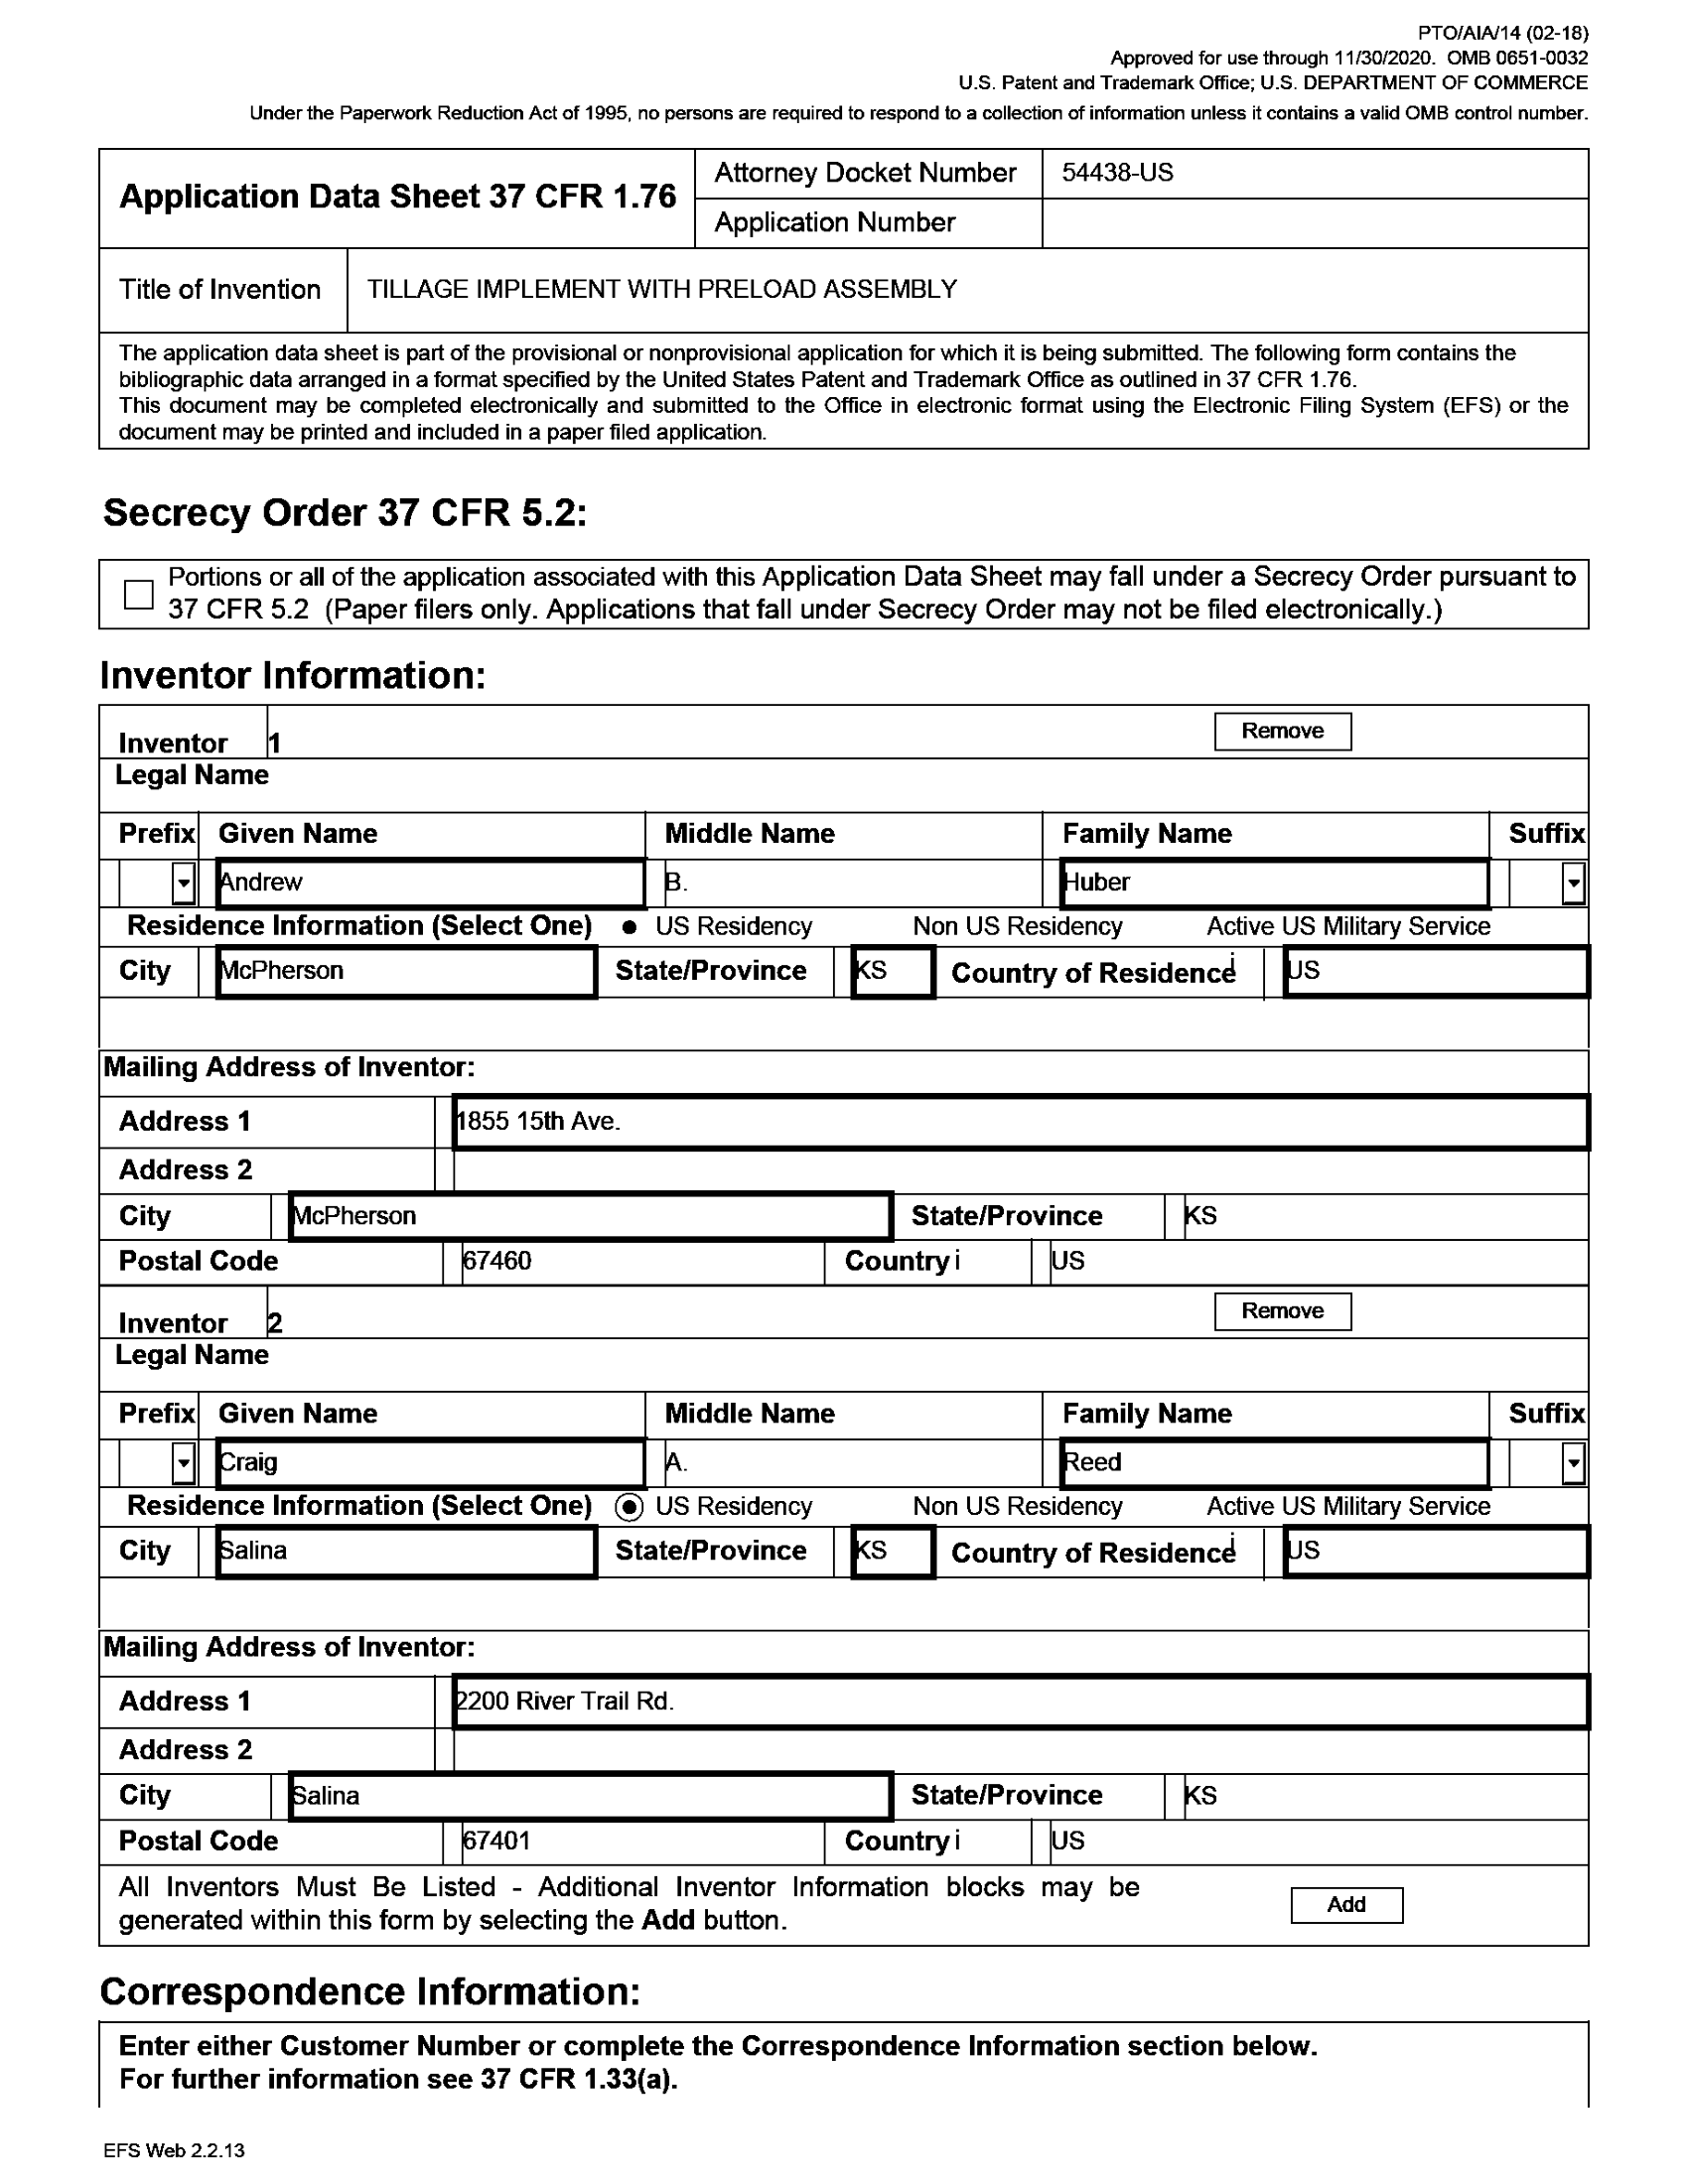 PTO/AIA/14 (02-18)
Approved for use through 11/30/2020. OMB 0651-0032
U.S. Patent and Trademark Office; U.S. DEPARTMENT OF COMMERCE
Under the Paperwork Reduction Act of 1995, no persons are required to respond to a collection of information unless it contains a valid OMB control number.
Application Data Sheet 37 CFR 1.76
Attorney Docket Number 54438-US
Application Number
Title of Invention TILLAGE IMPLEMENT WITH PRELOAD ASSEMBLY
The application data sheet is part of the provisional or nonprovisional application for which it is being submitted. The following form contains the
bibliographic data arranged in a format specified by the United States Patent and Trademark Office as outlined in 37 CFR 1.76.
This document may be completed electronically and submitted to the Office in electronic format using the Electronic Filing System (EFS) or the
document may be printed and included in a paper filed application.
Secrecy Order 37 CFR 5.2:
Portions or all of the application associated with this Application Data Sheet may fall under a Secrecy Order pursuant to
37 CFR 5.2 (Paper filers only. Applications that fall under Secrecy Order may not be filed electronically.)
Inventor Information:
Inventor 1 Remove
Legal Name
Prefix Given Name Middle Name Family Name Suffix
Andrew B. Huber
Residence Information (Select One) US Residency Non US Residency Active US Military Service
City McPherson State/Province KS Country of Residence i US
Mailing Address of Inventor:
Address 1 1855 15th Ave.
Address 2
City McPherson State/Province KS
Postal Code 67460 Country i US
Inventor 2 Remove
Legal Name
Prefix Given Name Middle Name Family Name Suffix
Craig A. Reed
Residence Information (Select One) US Residency Non US Residency Active US Military Service
City Salina State/Province KS Country of Residence i US
Mailing Address of Inventor:
Address 1 2200 River Trail Rd.
Address 2
City Salina State/Province KS
Postal Code 67401 Country i US
All Inventors Must Be Listed - Additional Inventor Information blocks may be
generated within this form by selecting the Add button.
Add
Correspondence Information:
Enter either Customer Number or complete the Correspondence Information section below.
For further information see 37 CFR 1.33(a).
EFS Web 2.2.13